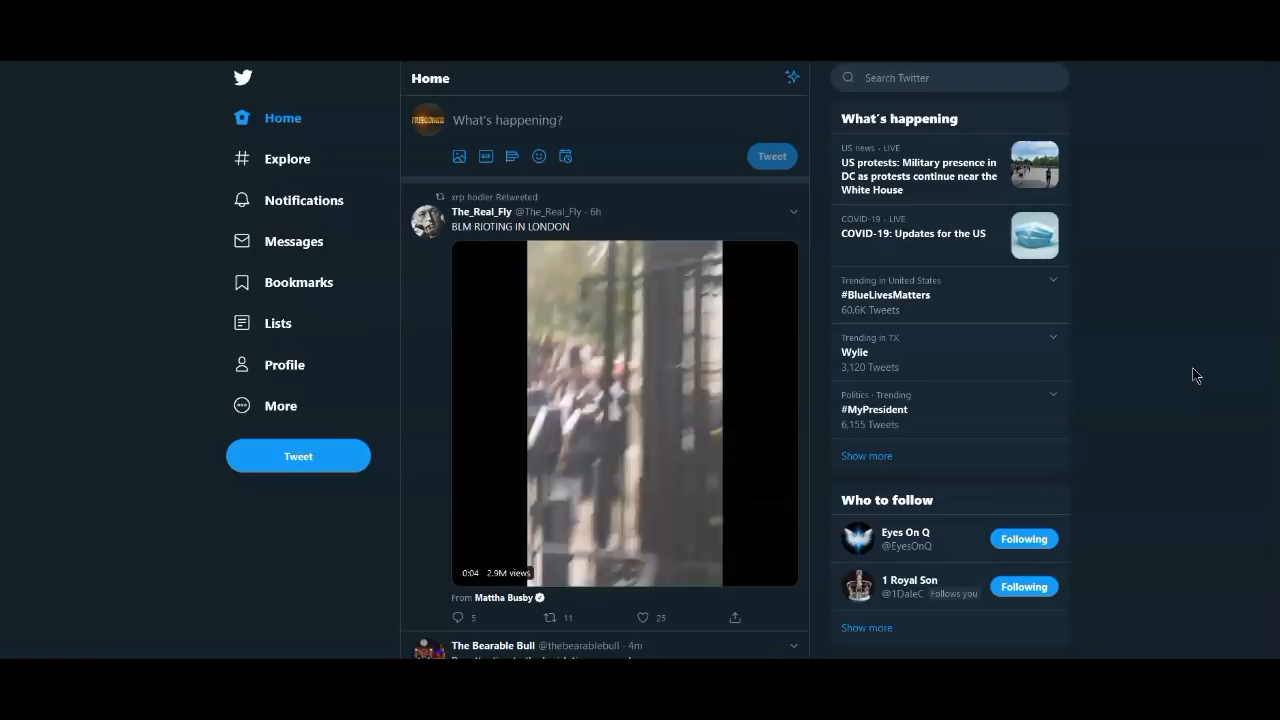 Home
Explore
Notifications
Messages
Bookmarks
Lists
Profile
More
Tweet
Home
What's happening?
GIF
Tweet
xrp hodler Retweeted
The_Real_Fly @The_Real_Fly · 6h
BLM RIOTING IN LONDON
0:04 2.9M views
From Mattha Busby
5 11 25
The Bearable Bull @thebearablebull · 4m
Search Twitter
What's happening
US news · LIVE
US protests: Military presence in
DC as protests continue near the
White House
COVID-19 · LIVE
COVID-19: Updates for the US
Trending in United States
#BlueLivesMatters
60.6K Tweets
Trending in TX
Wylie
3,120 Tweets
Politics · Trending
#MyPresident
6,155 Tweets
Show more
Who to follow
Eyes On Q
@EyesOnQ
Following
1 Royal Son
@1DaleC Follows you
Following
Show more